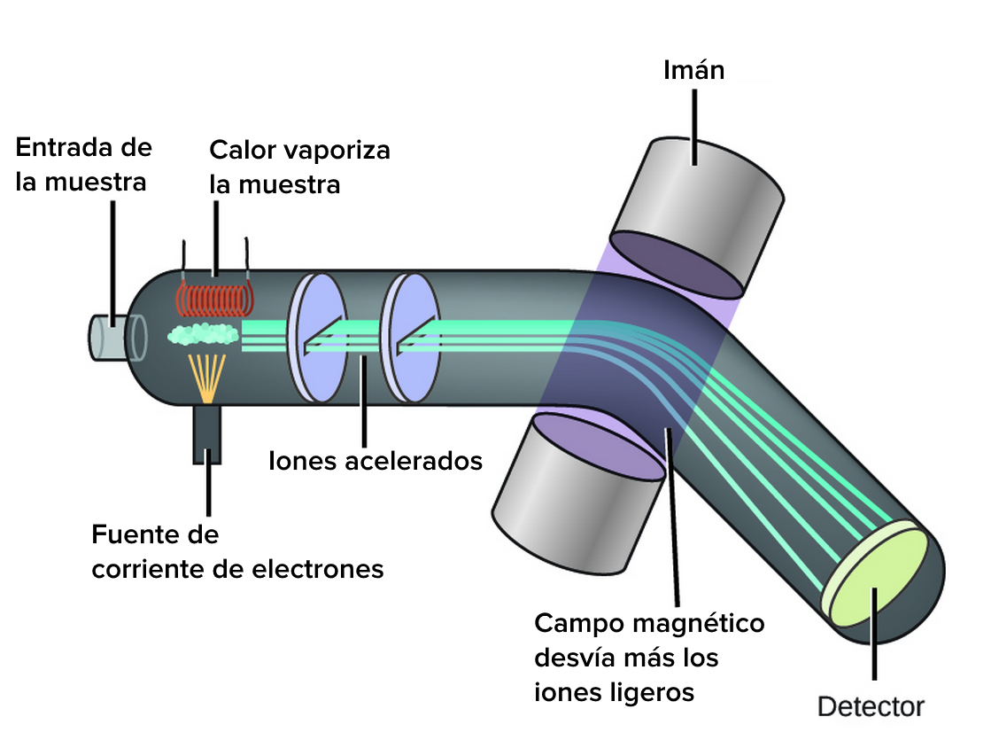 Imán
Entrada de
la muestra
Calor vaporiza
la muestra
Iones acelerados
Fuente de
corriente de electrones
Campo magnético
desvía más los
iones ligeros
Detector